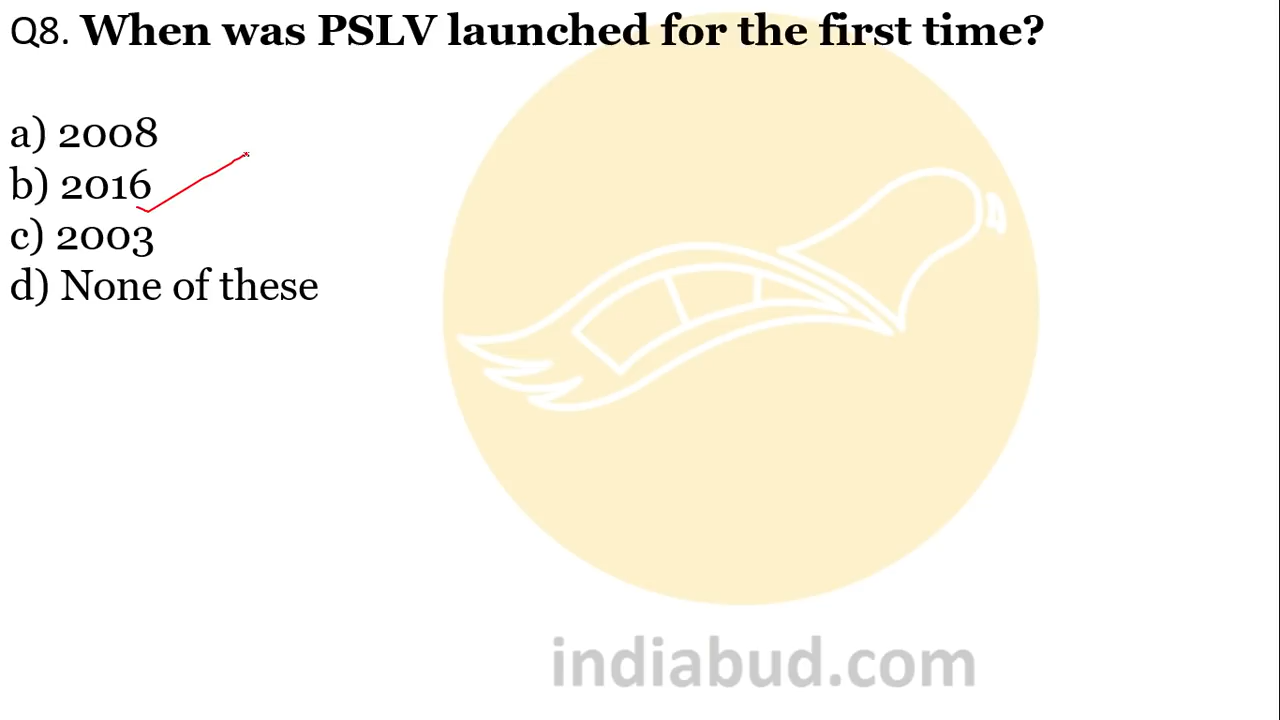 Q8. When was PSLV launched for the first time?
a) 2008
b) 2016
c) 2003
d) None of these
indiabud.com